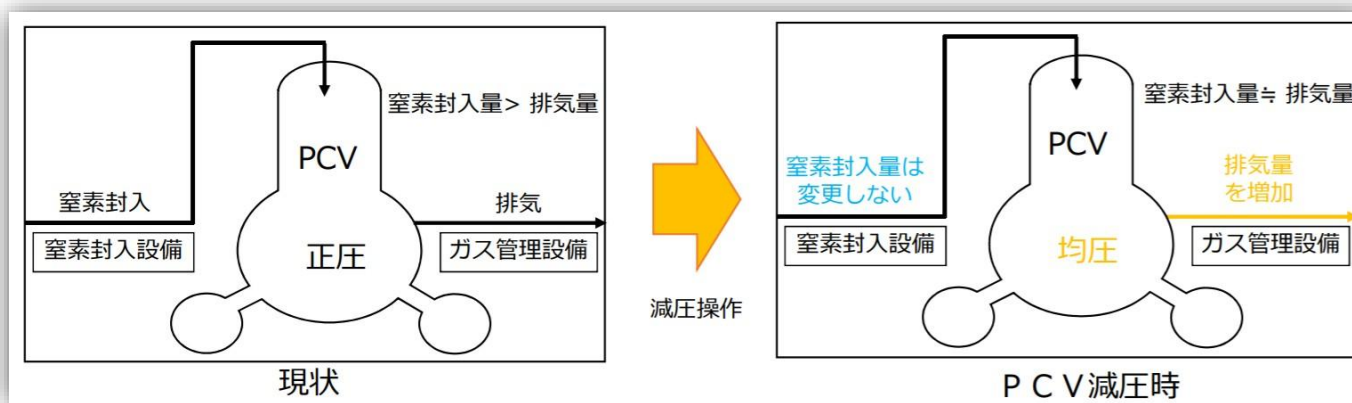 窒素封入量> 排気量
PCV
窒素封入
排気
窒素封入設備
正圧
ガス管理設備
現状
減圧操作
窒素封入量≒ 排気量
PCV
窒素封入量は
変更しない
排気量
を増加
窒素封入設備
均圧
ガス管理設備
ＰＣＶ減圧時